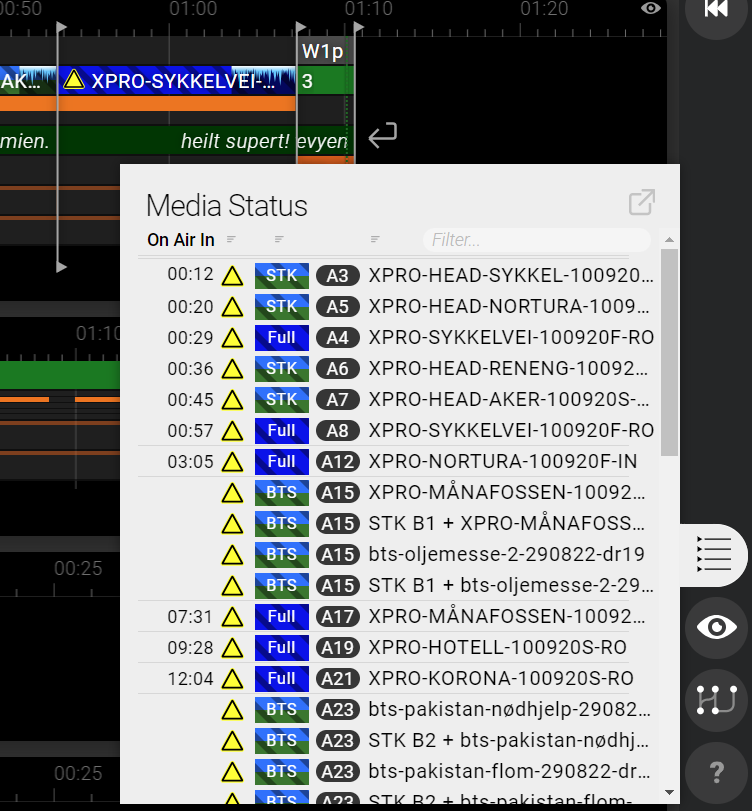 00:50 01:00 01:10 01:20
W1p
AK... XPRO-SYKKELVEI-... 3
mien. heilt supert! evyen
Media Status
On Air In Filter...
00:12 STK A3 XPRO-HEAD-SYKKEL-100920...
00:20 STK A5 XPRO-HEAD-NORTURA-1009...
00:29 Full A4 XPRO-SYKKELVEI-100920F-RO
01:10
00:36 STK A6 XPRO-HEAD-RENENG-10092...
00:45 STK A7 XPRO-HEAD-AKER-100920S-...
00:57 Full A8 XPRO-SYKKELVEI-100920F-RO
03:05 Full A12 XPRO-NORTURA-100920F-IN
BTS A15 XPRO-MÅNAFOSSEN-10092...
BTS A15 STK B1 + XPRO-MÅNAFOSS...
BTS A15 bts-oljemesse-2-290822-dr19
00:25
BTS A15 STK B1 + bts-oljemesse-2-29...
07:31 Full A17 XPRO-MÅNAFOSSEN-10092...
09:28 Full A19 XPRO-HOTELL-100920S-RO
12:04 Full A21 XPRO-KORONA-100920S-RO
BTS A23 bts-pakistan-nødhjelp-29082...
BTS A23 STK B2 + bts-pakistan-nødhj...
00:25
BTS A23 bts-pakistan-flom-290822-dr...
BTS A23 STK B2 + bts-pakistan-flom-
?